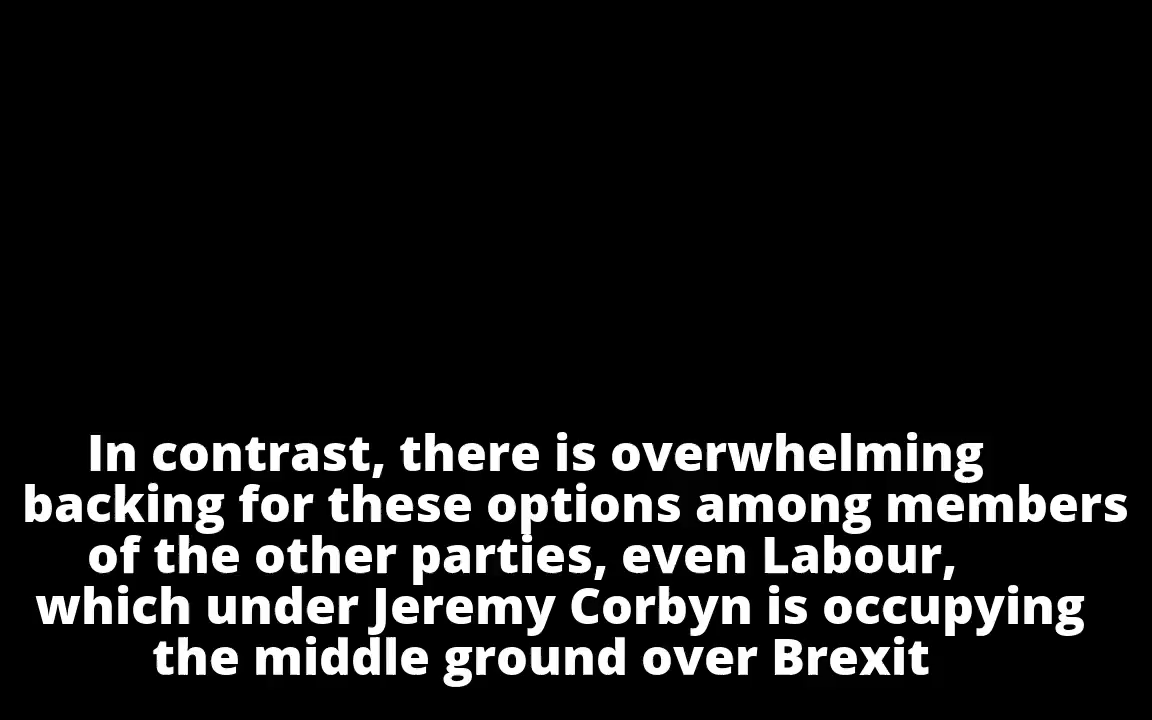 In contrast, there is overwhelming
backing for these options among members
of the other parties, even Labour,
which under Jeremy Corbyn is occupying
the middle ground over Brexit